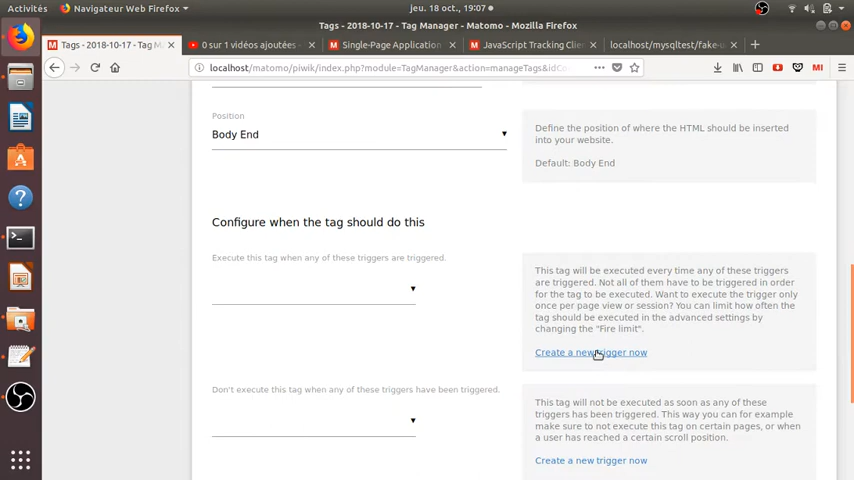 Activités
Navigateur Web Firefox
jeu. 18 oct., 19:07
Tags - 2018-10-17 - Tag Manager - Matomo - Mozilla Firefox
Tags - 2018-10-17 - Tag M
0 sur 1 vidéos ajoutées -
Single-Page Application
JavaScript Tracking Clie
localhost/mysqltest/fake-u
localhost/matomo/piwik/index.php?module=TagManager&action=manageTags&idCo
Position
Body End
Define the position of where the HTML should be inserted
into your website.
Default: Body End
Configure when the tag should do this
Execute this tag when any of these triggers are triggered.
This tag will be executed every time any of these triggers
are triggered. Not all of them have to be triggered in order
for the tag to be executed. Want to execute the trigger only
once per page view or session? You can limit how often the
tag should be executed in the advanced settings by
changing the "Fire limit".
Create a new trigger now
Don't execute this tag when any of these triggers have been triggered.
This tag will not be executed as soon as any of these
triggers has been triggered. This way you can for example
make sure to not execute this tag on certain pages, or when
a user has reached a certain scroll position.
Create a new trigger now